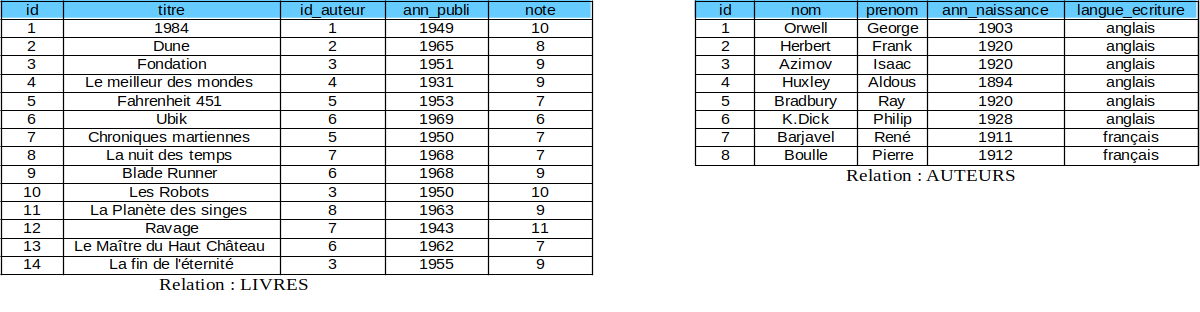 id titre id_auteur ann_publi note
1 1984 1 1949 10
2 Dune 2 1965 8
3 Fondation 3 1951 9
4 Le meilleur des mondes 4 1931 9
5 Fahrenheit 451 5 1953 7
6 Ubik 6 1969 6
7 Chroniques martiennes 5 1950 7
8 La nuit des temps 7 1968 7
9 Blade Runner 6 1968 9
10 Les Robots 3 1950 10
11 La Planète des singes 8 1963 9
12 Ravage 7 1943 11
13 Le Maître du Haut Château 6 1962 7
14 La fin de l'éternité 3 1955 9
Relation : LIVRES
id nom prenom ann_naissance langue_ecriture
1 Orwell George 1903 anglais
2 Herbert Frank 1920 anglais
3 Azimov Isaac 1920 anglais
4 Huxley Aldous 1894 anglais
5 Bradbury Ray 1920 anglais
6 K.Dick Philip 1928 anglais
7 Barjavel René 1911 français
8 Boulle Pierre 1912 français
Relation : AUTEURS